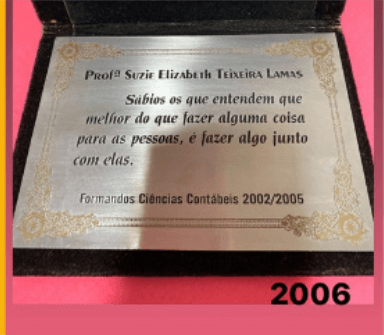 Profª Suzie Elizabeth Teixeira Lamas
Sábios os que entendem que
melhor do que fazer alguma coisa
para as pessoas, é fazer algo junto
com elas.
Formandos Ciências Contábeis 2002/2005
2006